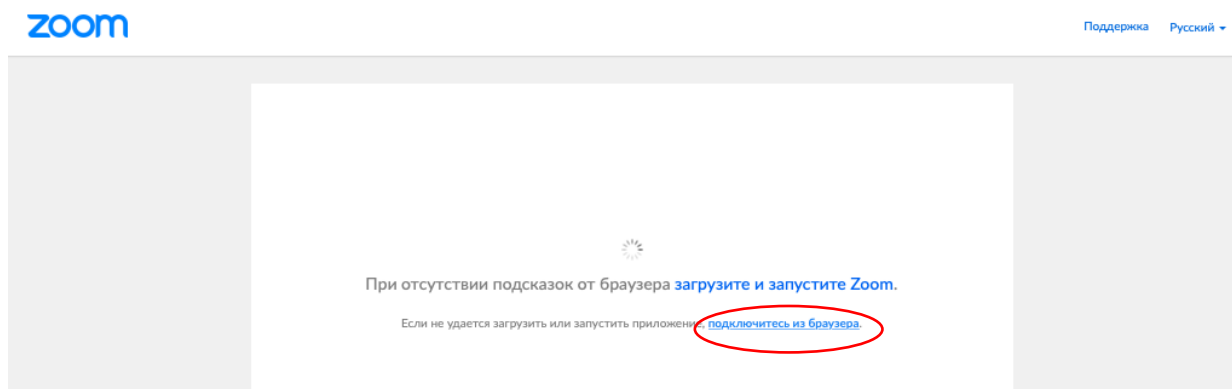 zoom
Поддержка Русский
При отсутствии подсказок от браузера загрузите и запустите Zoom.
Если не удается загрузить или запустить приложение, подключитесь из браузера.